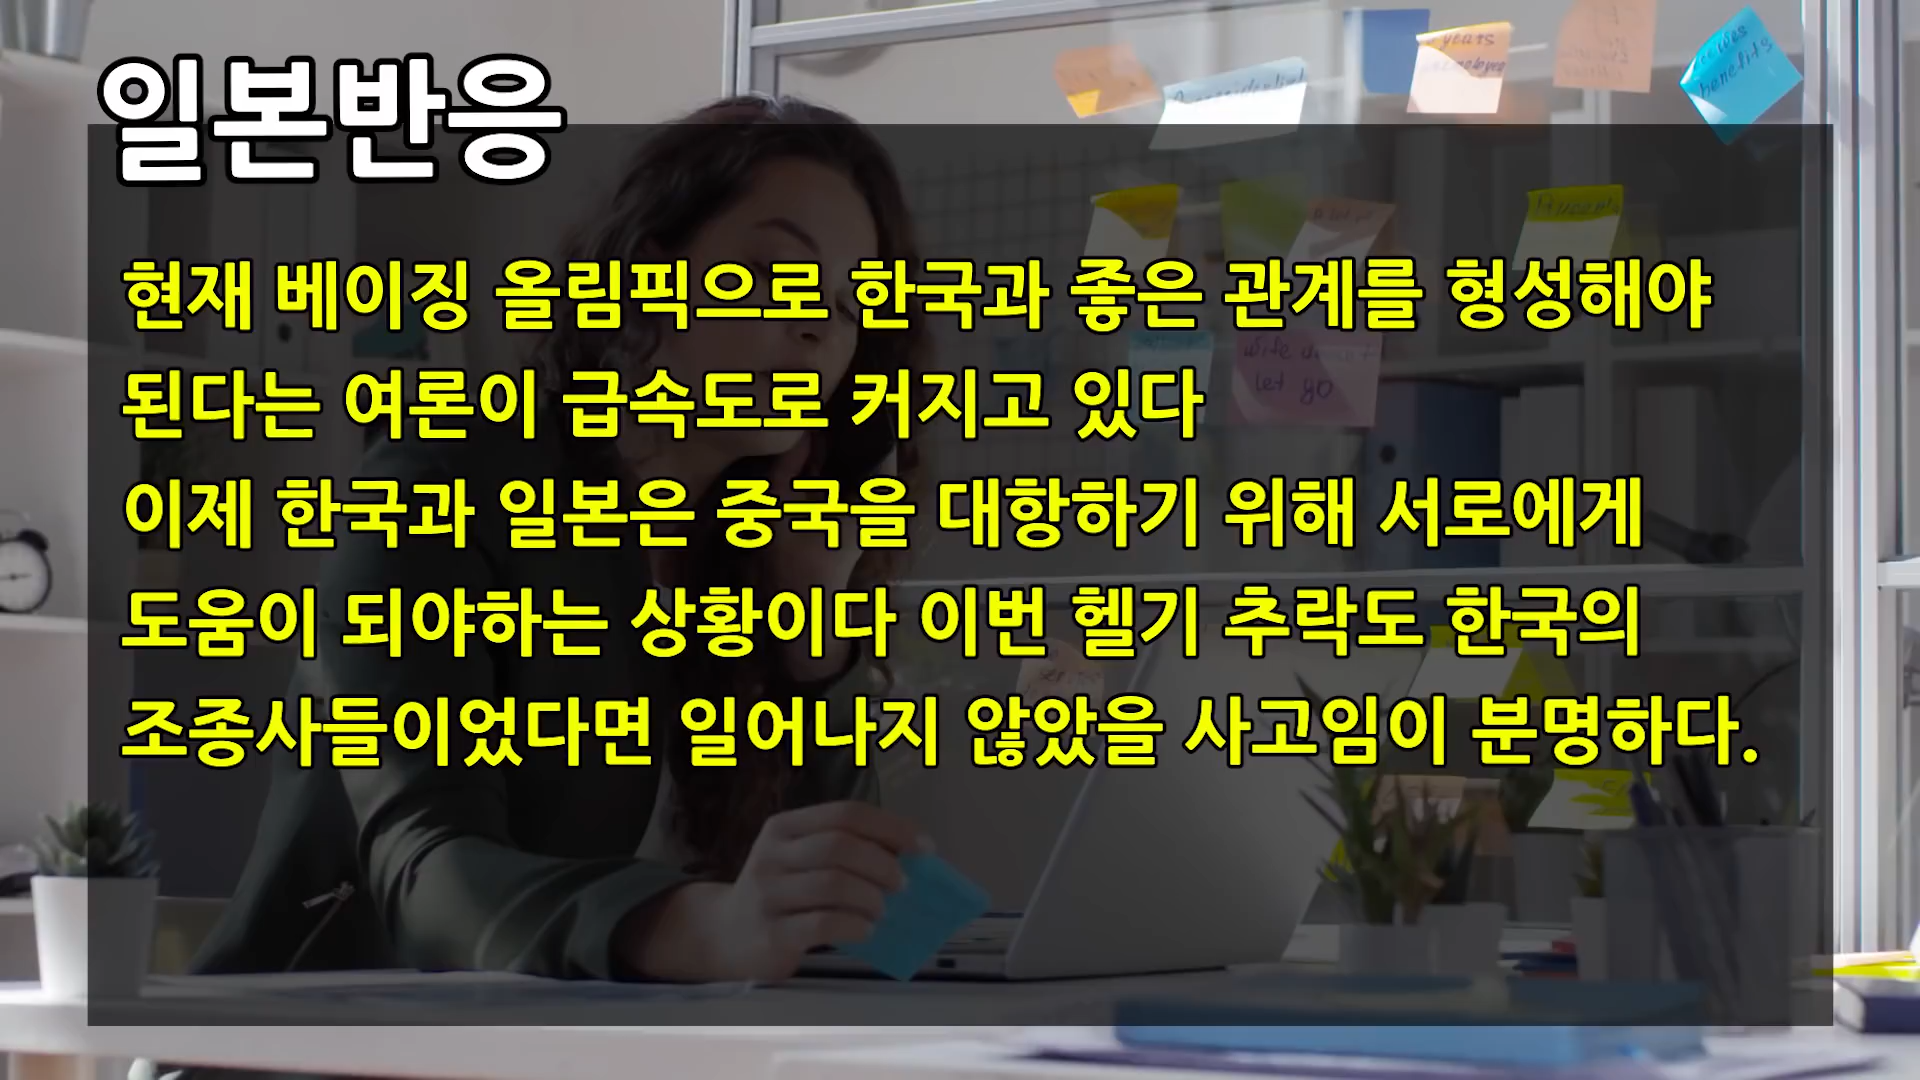 일본반응
현재 베이징 올림픽으로 한국과 좋은 관계를 형성해야
된다는 여론이 급속도로 커지고 있다
이제 한국과 일본은 중국을 대항하기 위해 서로에게
도움이 되야하는 상황이다 이번 헬기 추락도 한국의
조종사들이었다면 일어나지 않았을 사고임이 분명하다.
benefits
let go